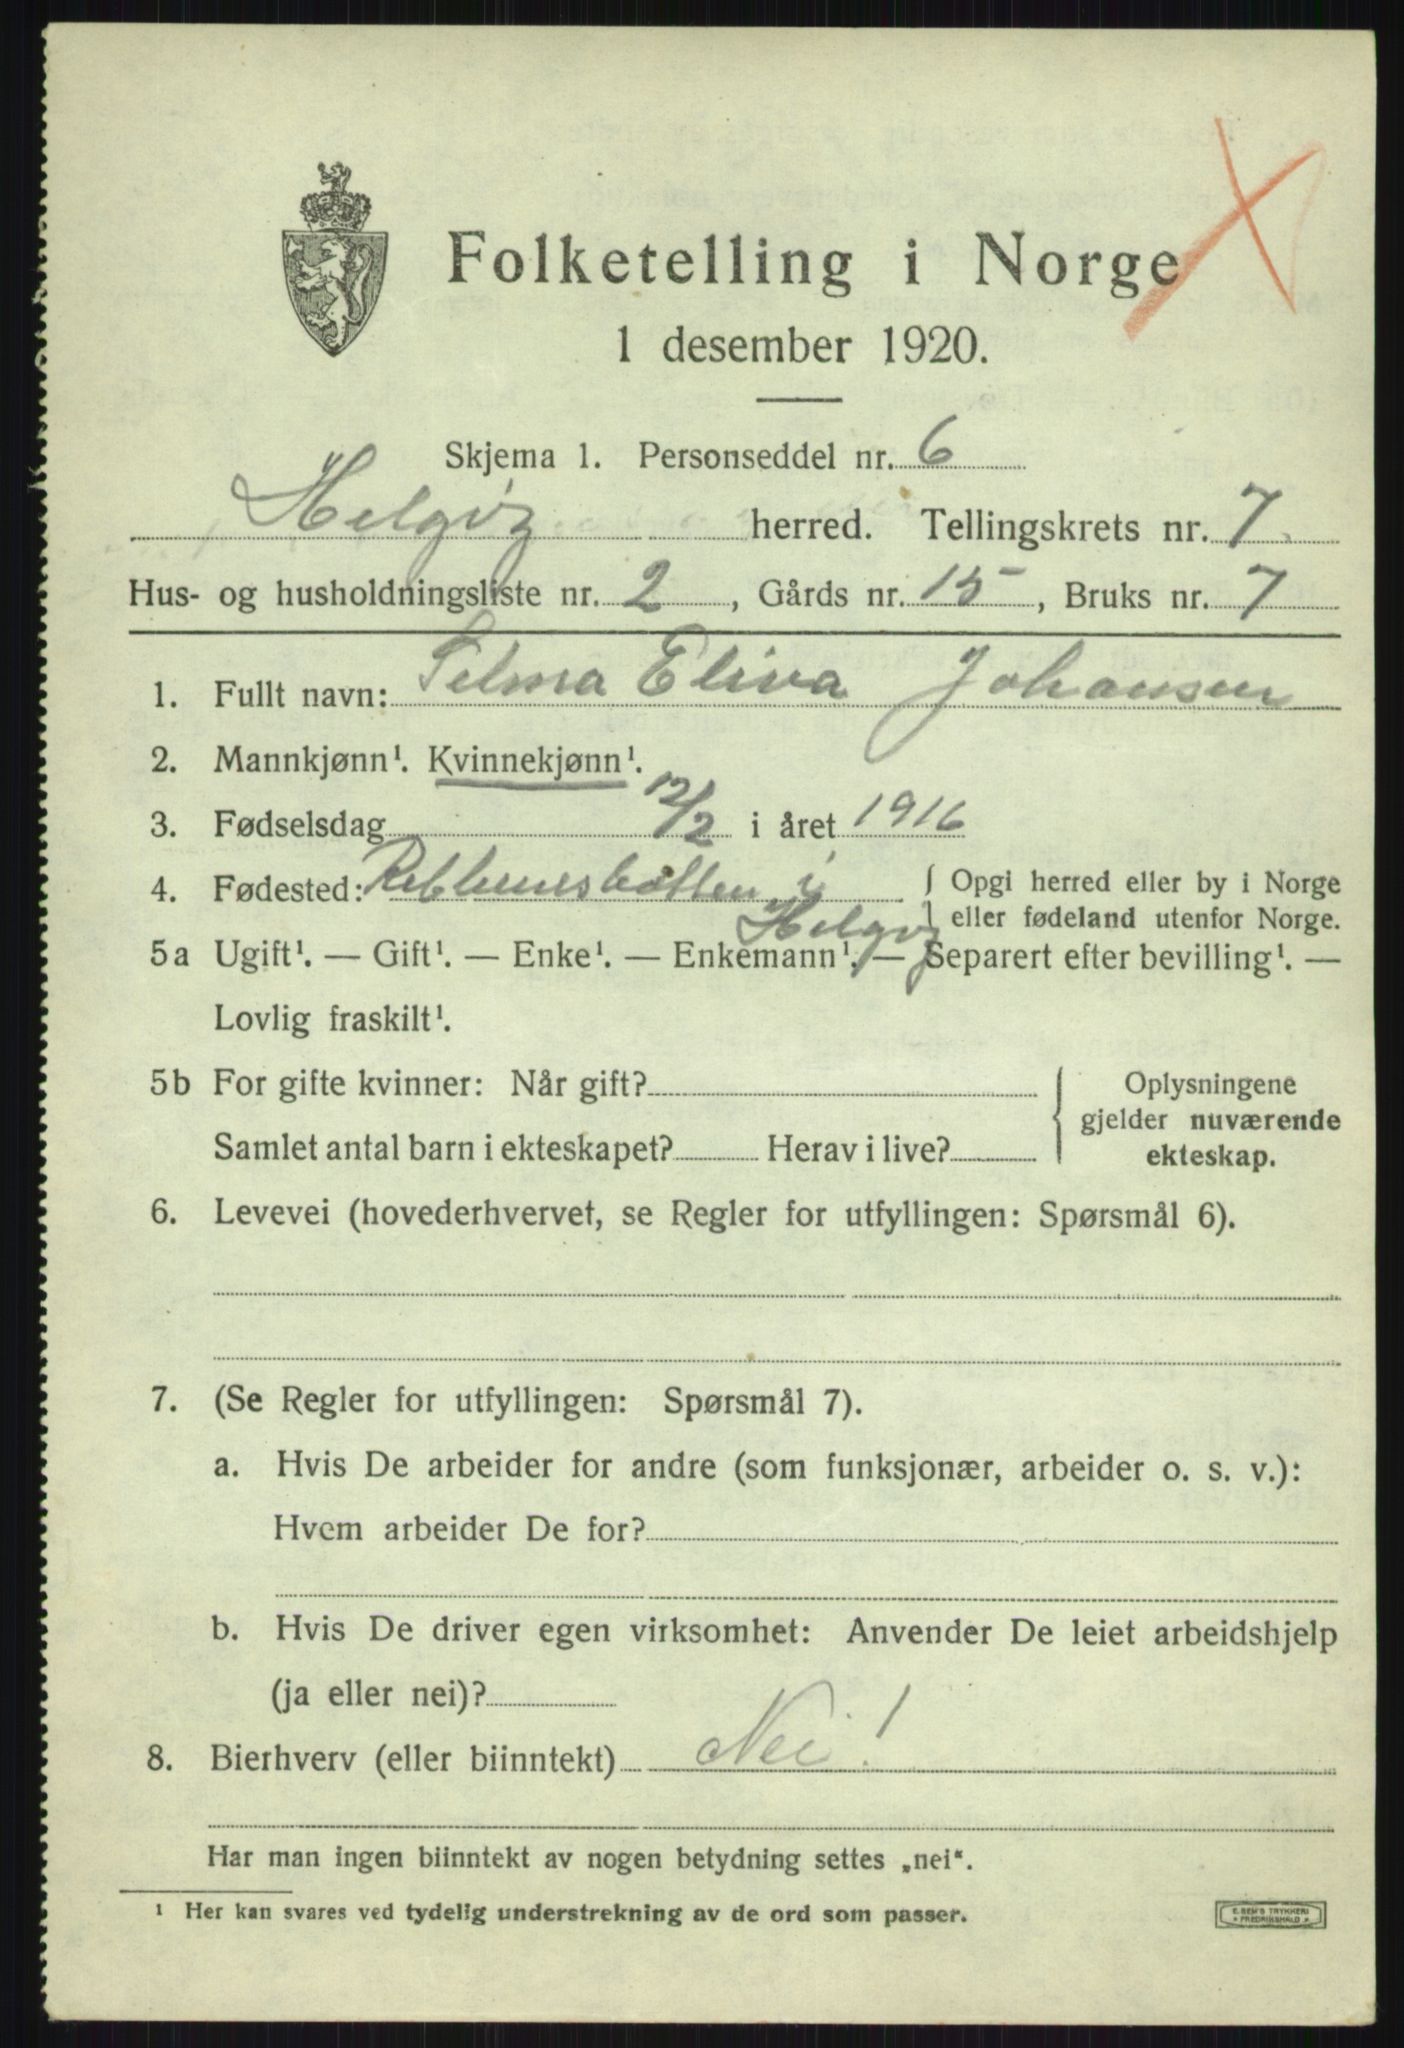 Folketelling i Norge
1 desember 1920.
Skjema 1. Personseddel nr. 6
Helgøy herred. Tellingskrets nr. 7
Hus- og husholdningsliste nr. 2, Gårds nr. 15, Bruks nr. 7
1. Fullt navn: Selma Eliva Johansen
2. Mannkjønn¹. Kvinnekjønn¹.
3. Fødselsdag 12/2 i året 1916
4. Fødested: i { Opgi herred eller by i Norge
Helgøy eller fødeland utenfor Norge.
5a Ugift¹. — Gift¹. — Enke¹. — Enkemann¹. — Separert efter bevilling¹. —
Lovlig fraskilt¹.
5b For gifte kvinner: Når gift? { Oplysningene
gjelder nuværende
Samlet antal barn i ekteskapet? Herav i live? ekteskap.
6. Levevei (hovederhvervet, se Regler for utfyllingen: Spørsmål 6).
7. (Se Regler for utfyllingen: Spørsmål 7).
a. Hvis De arbeider for andre (som funksjonær, arbeider o. s. v.):
Hvem arbeider De for?
b. Hvis De driver egen virksomhet: Anvender De leiet arbeidshjelp
(ja eller nei)?
8. Bierhverv (eller biinntekt) Nei!
Har man ingen biinntekt av nogen betydning settes „nei“.
¹ Her kan svares ved tydelig understrekning av de ord som passer.
E. SEM'S TRYKKERI
* FREDRIKSHALD *